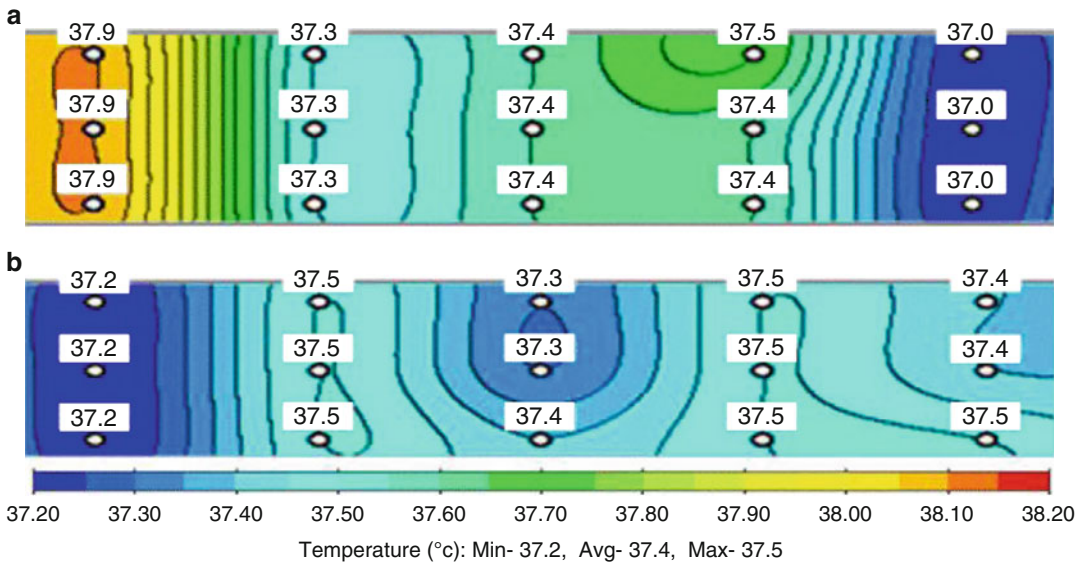 a
37.9 37.3 37.4 37.5 37.0
37.9 37.3 37.4 37.4 37.0
37.9 37.3 37.4 37.4 37.0
b
37.2 37.5 37.3 37.5 37.4
37.2 37.5 37.3 37.5 37.4
37.2 37.5 37.4 37.5 37.5
37.20 37.30 37.40 37.50 37.60 37.70 37.80 37.90 38.00 38.10 38.20
Temperature (°c): Min- 37.2, Avg- 37.4, Max- 37.5